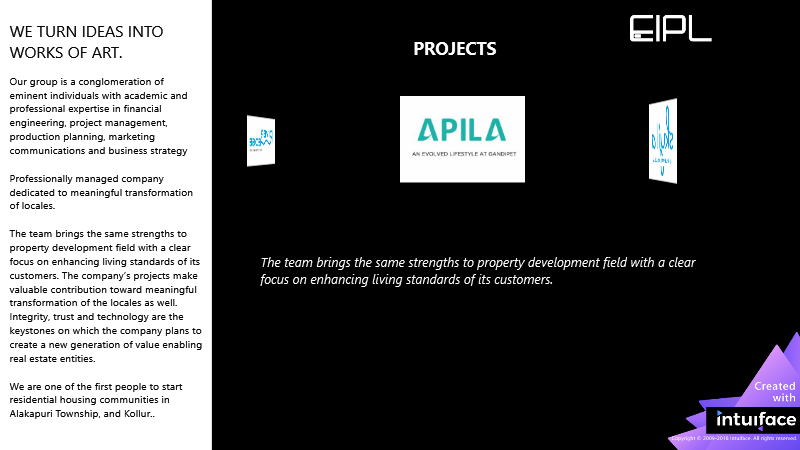 WE TURN IDEAS INTO
WORKS OF ART.
Our group is a conglomeration of
eminent individuals with academic and
professional expertise in financial
engineering, project management,
production planning, marketing
communications and business strategy
Professionally managed company
dedicated to meaningful transformation
of locales.
The team brings the same strengths to
property development field with a clear
focus on enhancing living standards of its
customers. The company's projects make
valuable contribution toward meaningful
transformation of the locales as well.
Integrity, trust and technology are the
keystones on which the company plans to
create a new generation of value enabling
real estate entities.
We are one of the first people to start
residential housing communities in
Alakapuri Township, and Kollur..
EIPL
PROJECTS
APILA
AN EVOLVED LIFESTYLE AT GANDIPET
The team brings the same strengths to property development field with a clear
focus on enhancing living standards of its customers.
Created
with
intuiface
Copyright © 2009-2018 Intuiface. All rights reserved.